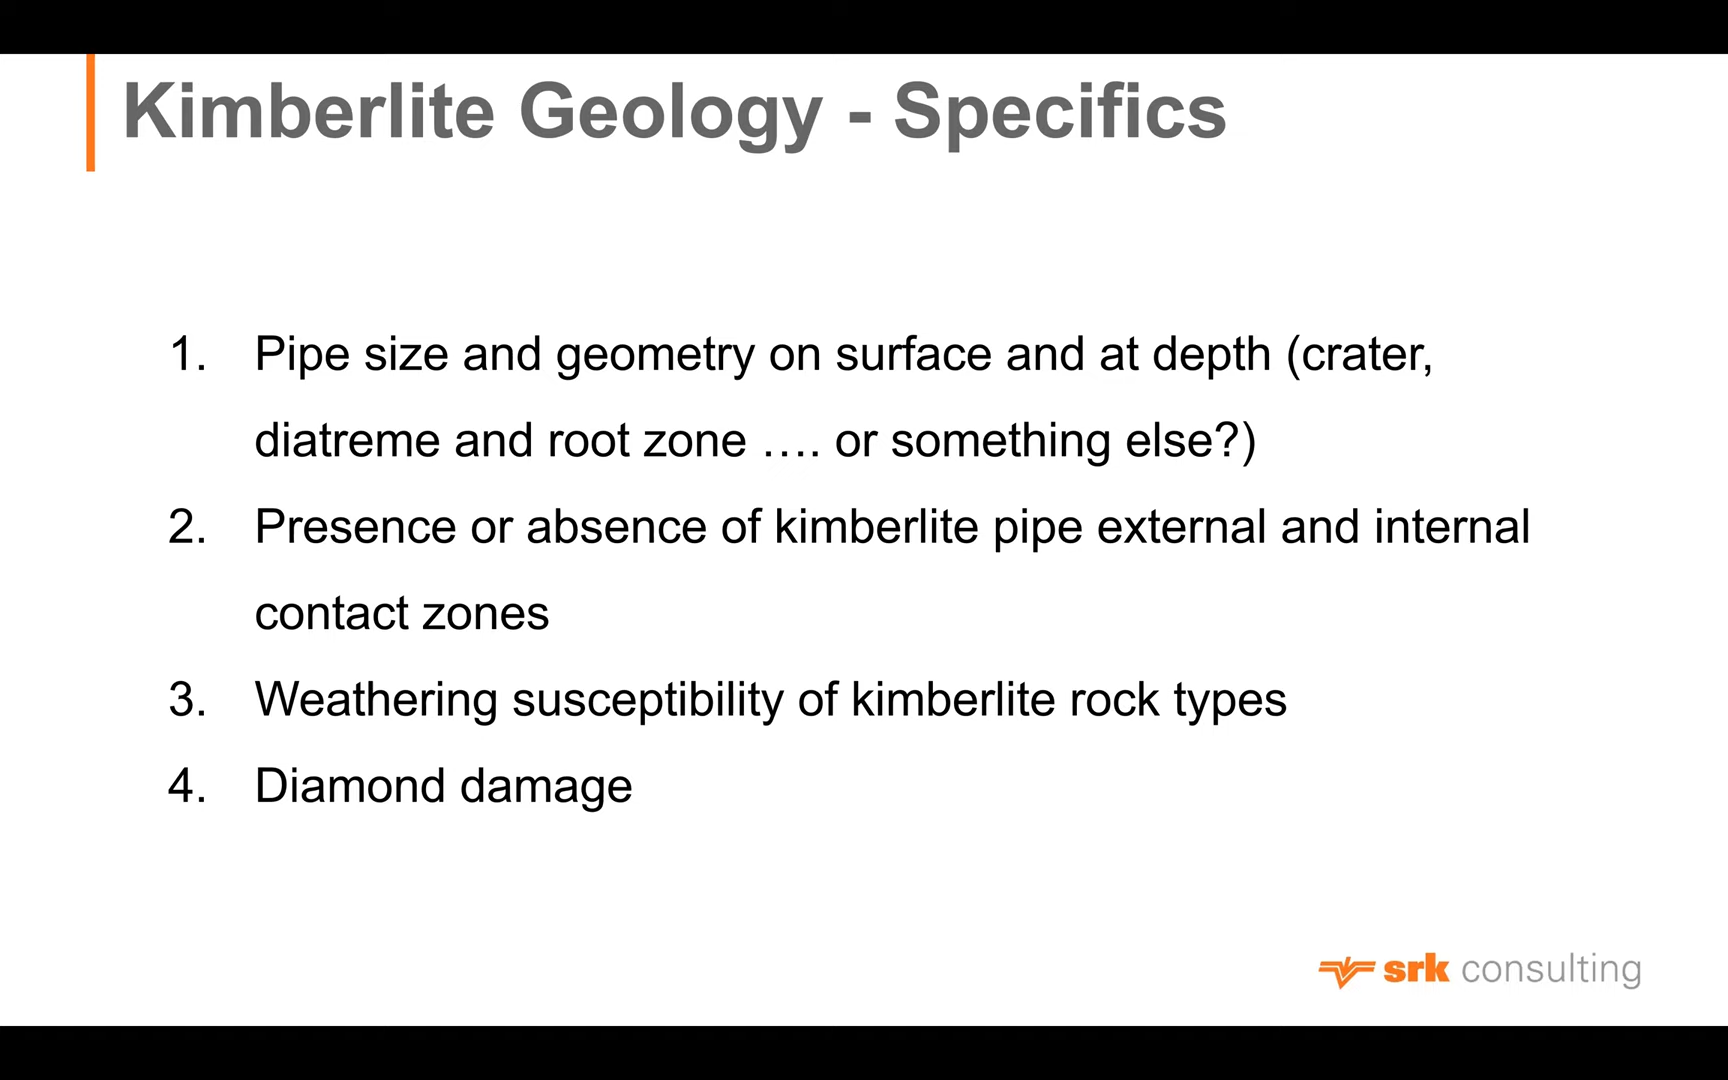 Kimberlite Geology - Specifics
1. Pipe size and geometry on surface and at depth (crater,
diatreme and root zone …. or something else?)
2. Presence or absence of kimberlite pipe external and internal
contact zones
3. Weathering susceptibility of kimberlite rock types
4. Diamond damage
srk consulting